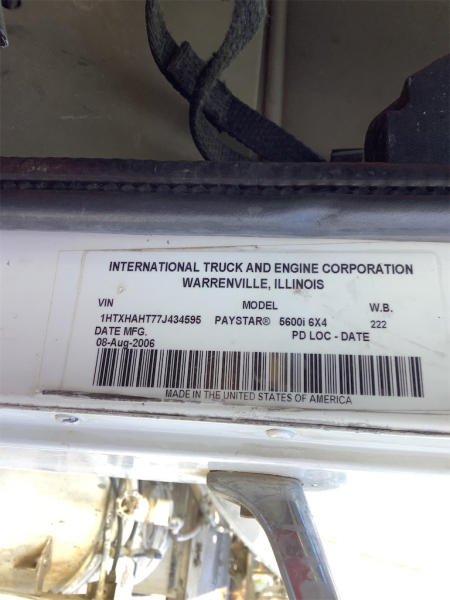 INTERNATIONAL TRUCK AND ENGINE CORPORATION
WARRENVILLE, ILLINOIS
VIN MODEL W.B.
1HTXHAHT77J434595 PAYSTAR® 5600i 6X4 222
DATE MFG. PD LOC - DATE
08-Aug-2006
MADE IN THE UNITED STATES OF AMERICA